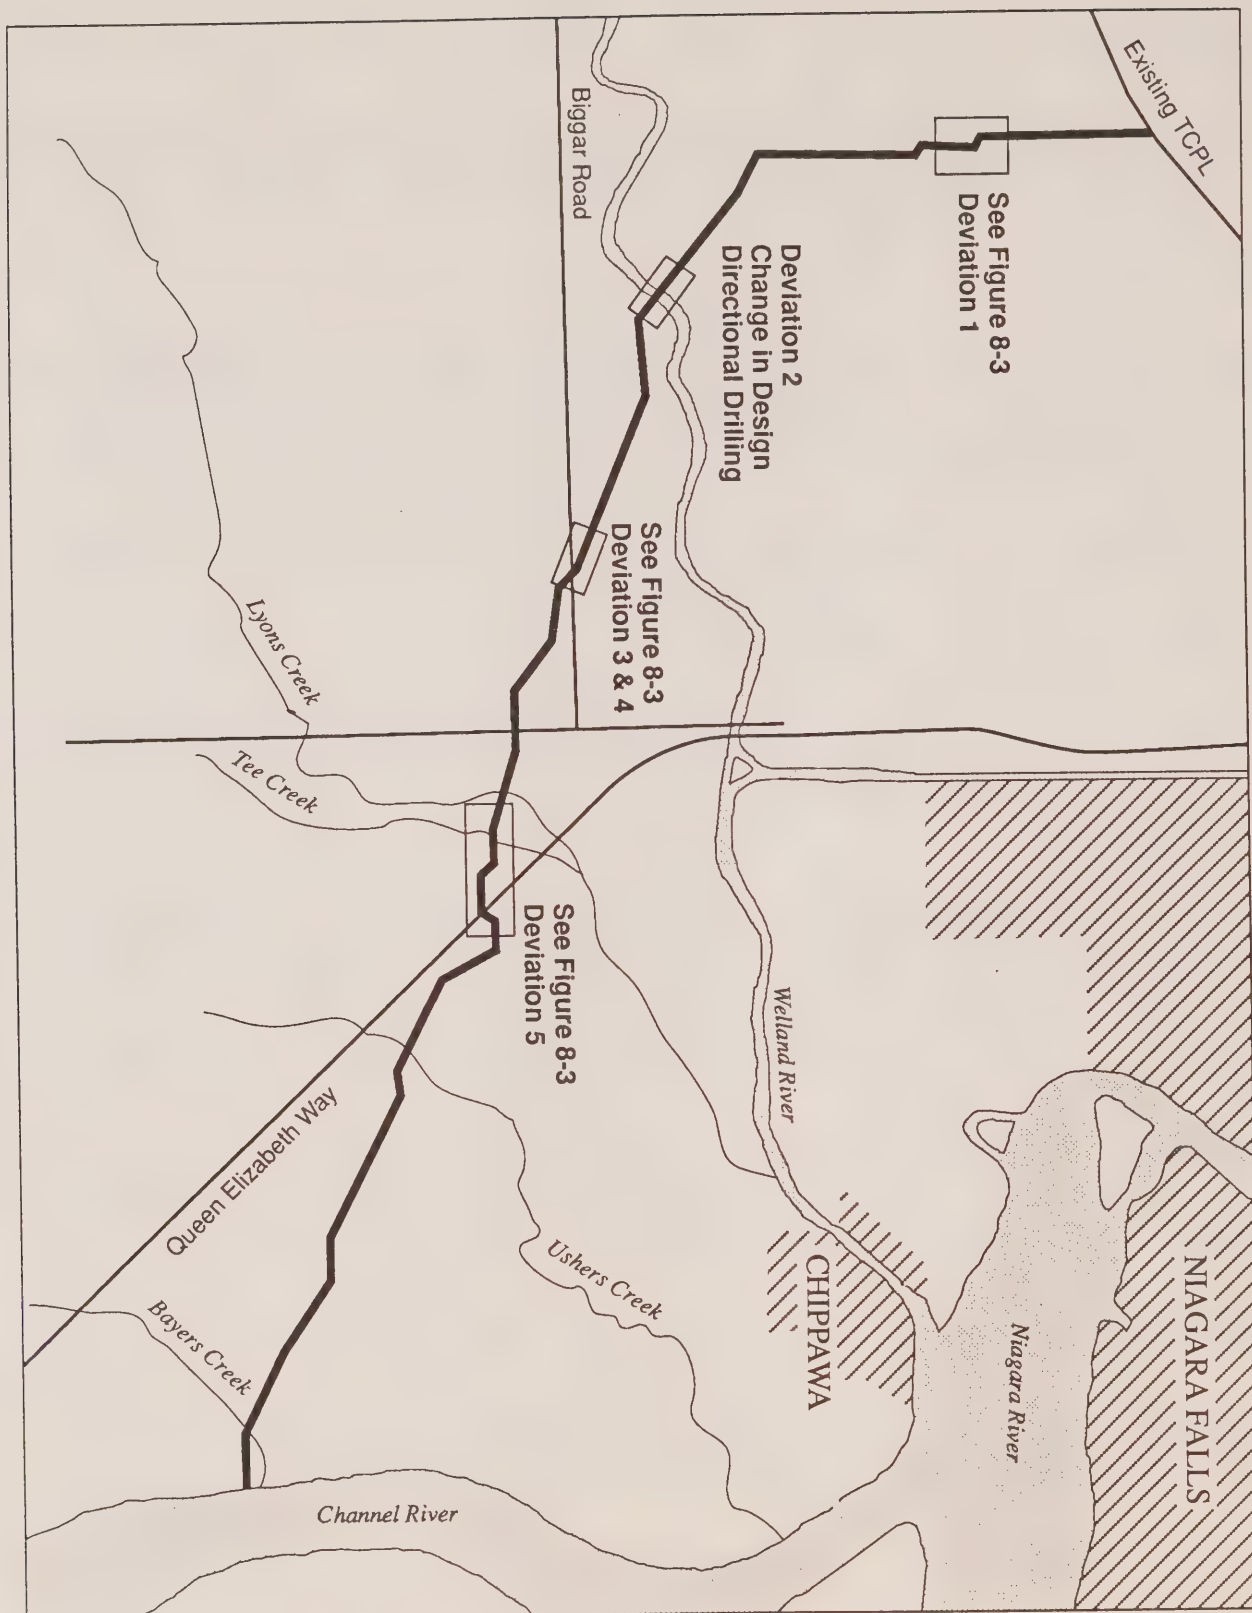 Existing TCPL
See Figure 8-3
Deviation 1
Biggar Road
Deviation 2
Change in Design
Directional Drilling
See Figure 8-3
Deviation 3 & 4
Lyons Creek
Tee Creek
See Figure 8-3
Deviation 5
Welland River
Queen Elizabeth Way
Ushers Creek
Bayers Creek
CHIPPAWA
NIAGARA FALLS
Niagara River
Channel River